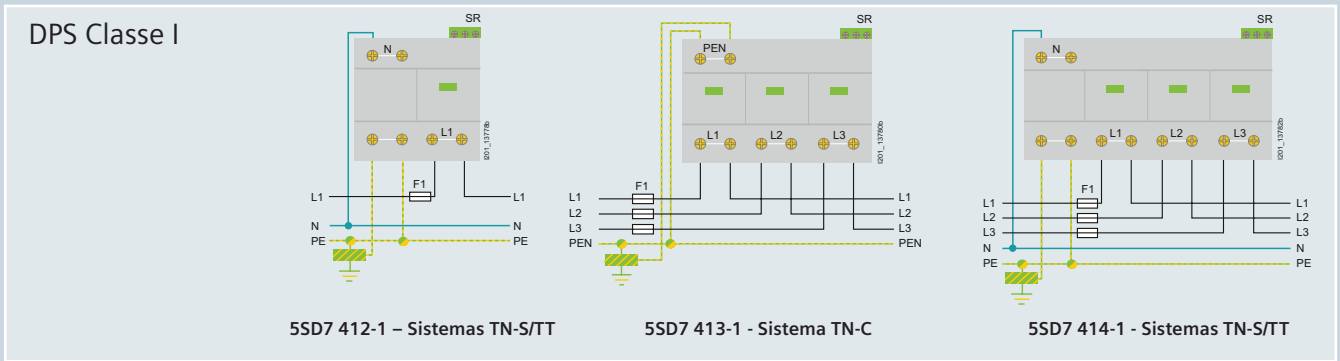 DPS Classe I
SR
N
L1
I201_13778b
F1
L1
L1
N
N
PE
PE
5SD7 412-1 – Sistemas TN-S/TT
SR
PEN
L1
L2
L3
I201_13780b
F1
L1
L1
L2
L2
L3
L3
PEN
PEN
5SD7 413-1 - Sistema TN-C
SR
N
L1
L2
L3
I201_13782b
F1
L1
L1
L2
L2
L3
L3
N
N
PE
PE
5SD7 414-1 - Sistemas TN-S/TT